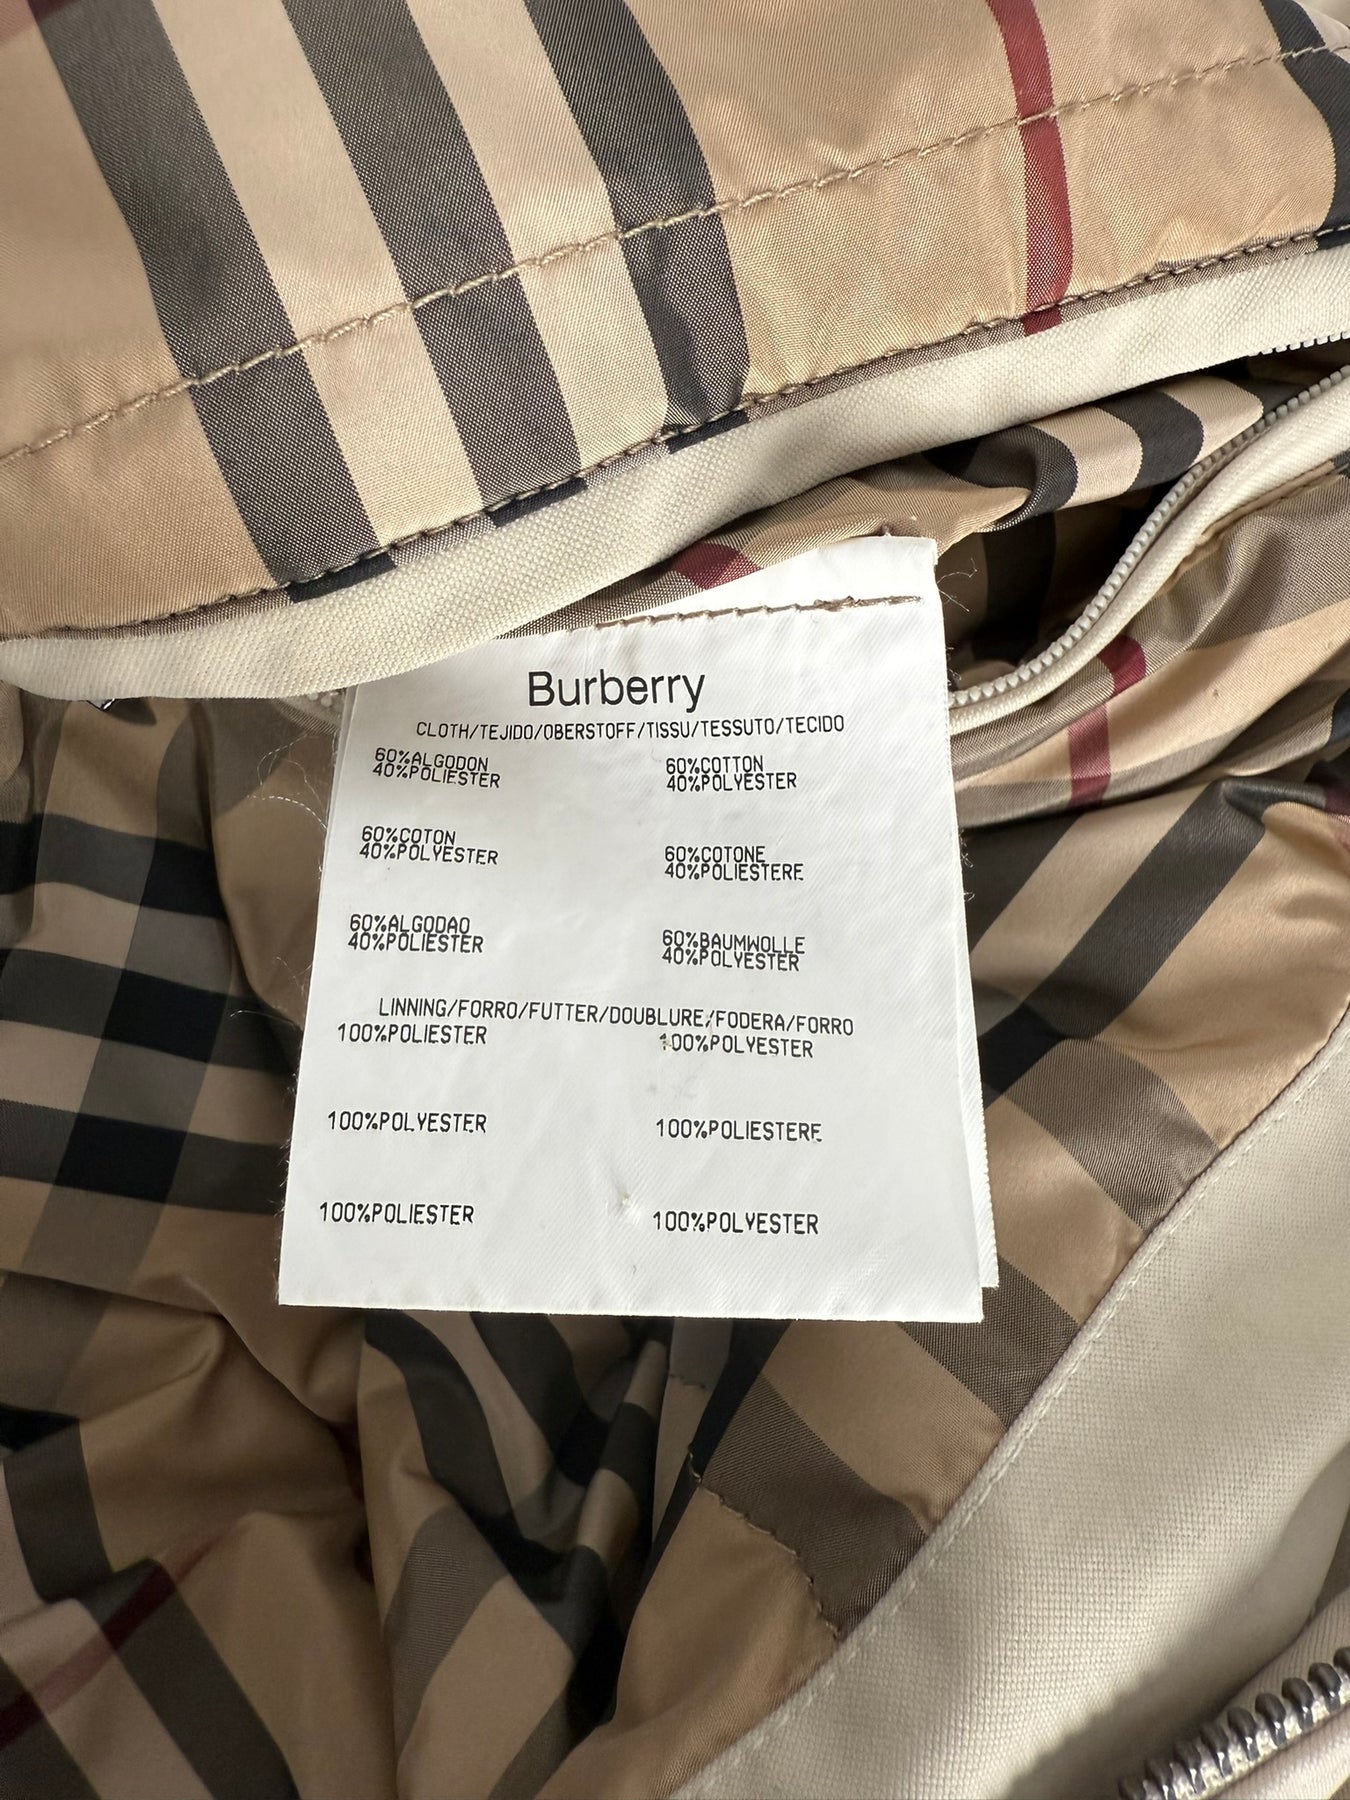 Burberry
CLOTH/TEJIDO/OBERSTOFF/TISSU/TESSUTO/TECIDO
60%ALGODON 60%COTTON
40%POLIESTER 40%POLYESTER
60%COTON 60%COTONE
40%POLYESTER 40%POLIESTERE
60%ALGODAO 60%BAUMWOLLE
40%POLIESTER 40%POLYESTER
LINNING/FORRO/FUTTER/DOUBLURE/FODERA/FORRO
100%POLIESTER 100%POLYESTER
100%POLYESTER 100%POLIESTERE
100%POLIESTER 100%POLYESTER